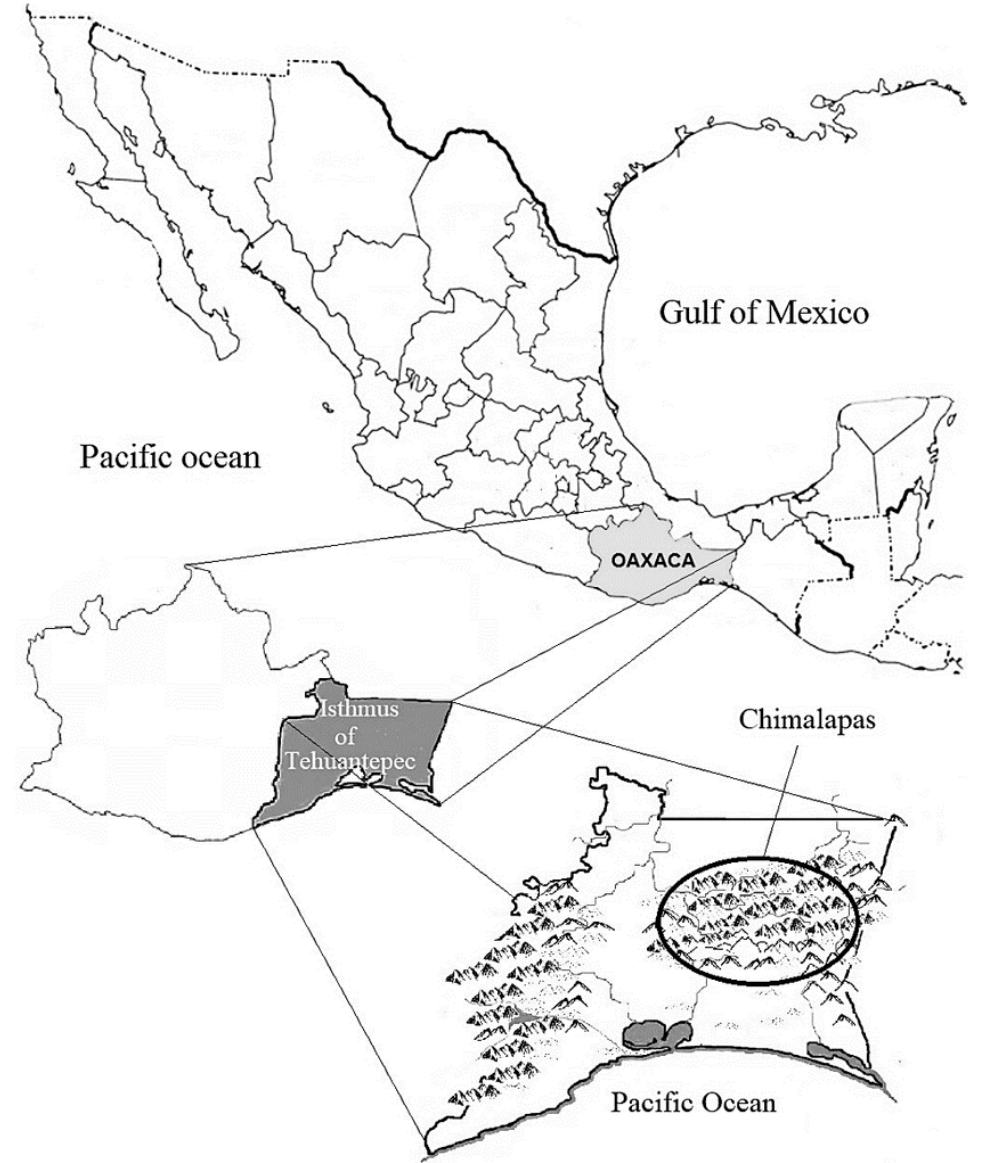 Gulf of Mexico
Pacific ocean
OAXACA
Isthmus
of
Tehuantepec
Chimalapas
Pacific Ocean